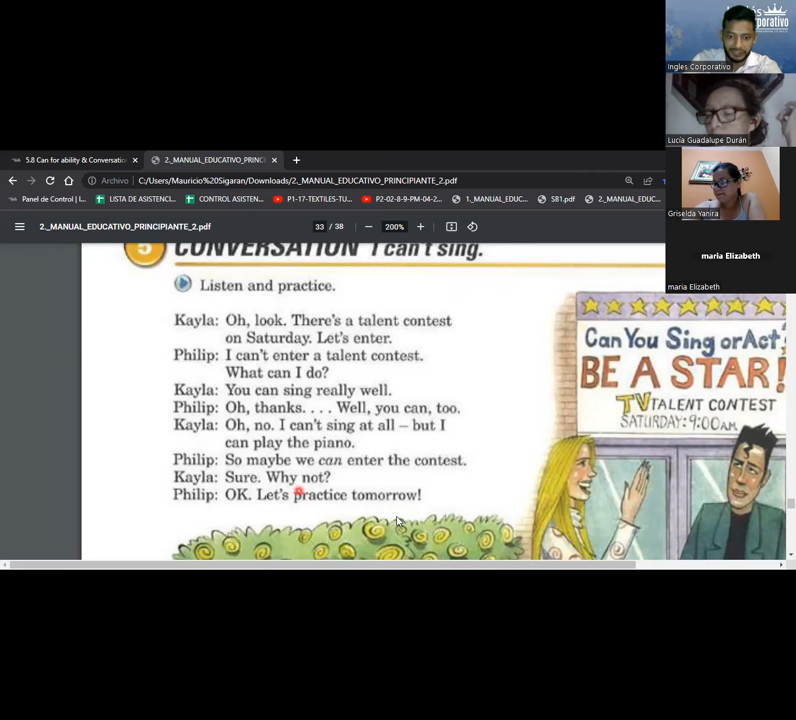 Inglés
Corporativo
Ingles Corporativo
Lucía Guadalupe Durán
Griselda Yanira
maria Elizabeth
maria Elizabeth
5.8 Can for ability & Conversatio
2._MANUAL_EDUCATIVO_PRINCI
Archivo
C:/Users/Mauricio%20Sigaran/Downloads/2._MANUAL_EDUCATIVO_PRINCIPIANTE_2.pdf
Panel de Control | I...
LISTA DE ASISTENCI...
CONTROL ASISTEN...
P1-17-TEXTILES-TU...
P2-02-8-9-PM-04-2...
1._MANUAL_EDUC...
SB1.pdf
2._MANUAL_EDUC...
2._MANUAL_EDUCATIVO_PRINCIPIANTE_2.pdf
33 / 38
200%
5 CONVERSATION I can't sing.
Listen and practice.
Kayla: Oh, look. There's a talent contest
on Saturday. Let's enter.
Philip: I can't enter a talent contest.
What can I do?
Kayla: You can sing really well.
Philip: Oh, thanks. . . . Well, you can, too.
Kayla: Oh, no. I can't sing at all – but I
can play the piano.
Philip: So maybe we can enter the contest.
Kayla: Sure. Why not?
Philip: OK. Let's practice tomorrow!
Can You Sing or Act?
BE A STAR!
TV TALENT CONTEST
SATURDAY: 9:00 AM